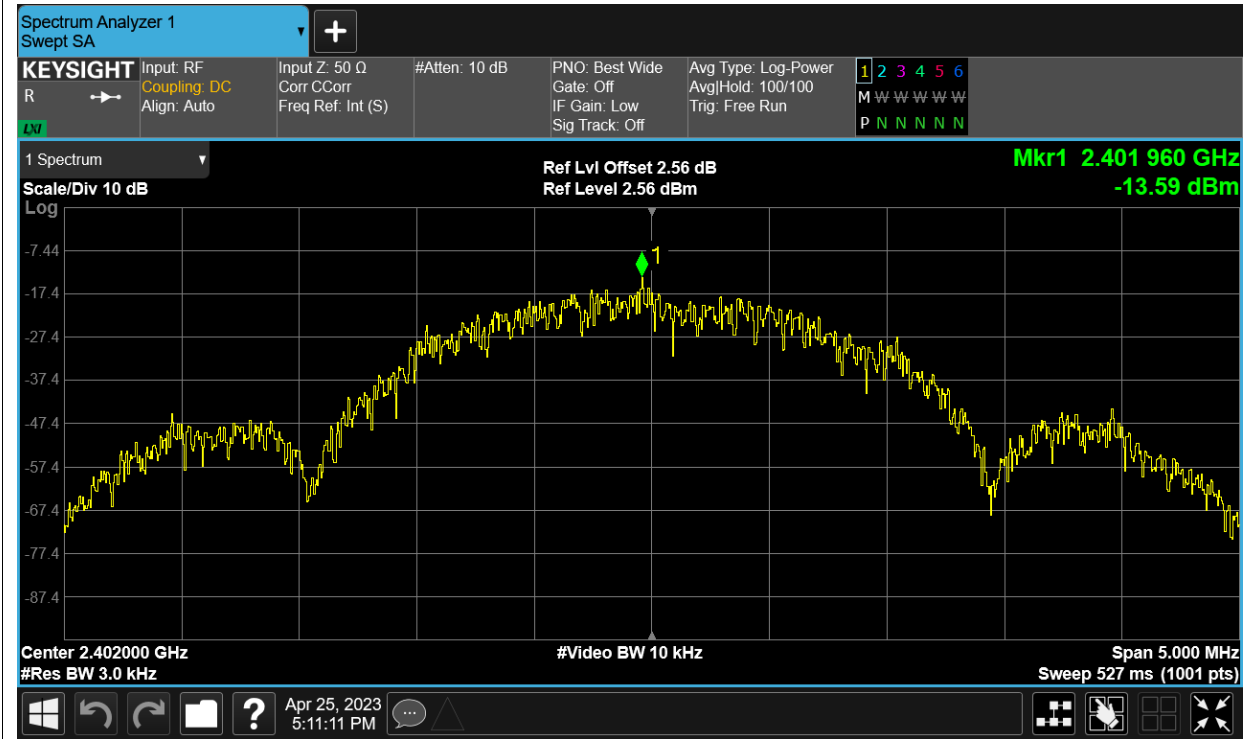 Spectrum Analyzer 1
Swept SA
KEYSIGHT
R
LXI
Input: RF
Coupling: DC
Align: Auto
Input Z: 50 Ω
Corr CCorr
Freq Ref: Int (S)
#Atten: 10 dB
PNO: Best Wide
Gate: Off
IF Gain: Low
Sig Track: Off
Avg Type: Log-Power
Avg|Hold: 100/100
Trig: Free Run
1 2 3 4 5 6
M W W W W W
P N N N N N
1 Spectrum
Scale/Div 10 dB
Log
Ref Lvl Offset 2.56 dB
Ref Level 2.56 dBm
Mkr1 2.401 960 GHz
-13.59 dBm
1
-7.44
-17.4
-27.4
-37.4
-47.4
-57.4
-67.4
-77.4
-87.4
Center 2.402000 GHz
#Video BW 10 kHz
Span 5.000 MHz
#Res BW 3.0 kHz
Sweep 527 ms (1001 pts)
?
Apr 25, 2023
5:11:11 PM